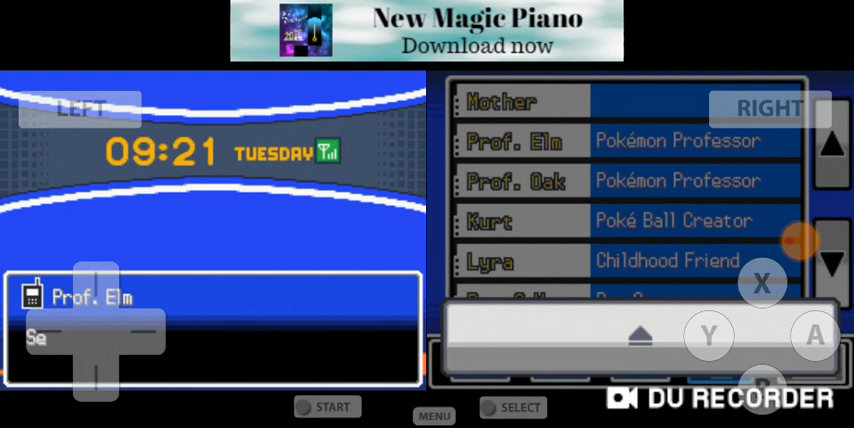 New Magic Piano
Download now
LEFT
RIGHT
09:21 TUESDAY
Mother
Prof. Elm Pokémon Professor
Prof. Oak Pokémon Professor
Kurt Poké Ball Creator
Lyra Childhood Friend
Prof. Elm
Se
X
Y
A
B
START
MENU
SELECT
DU RECORDER